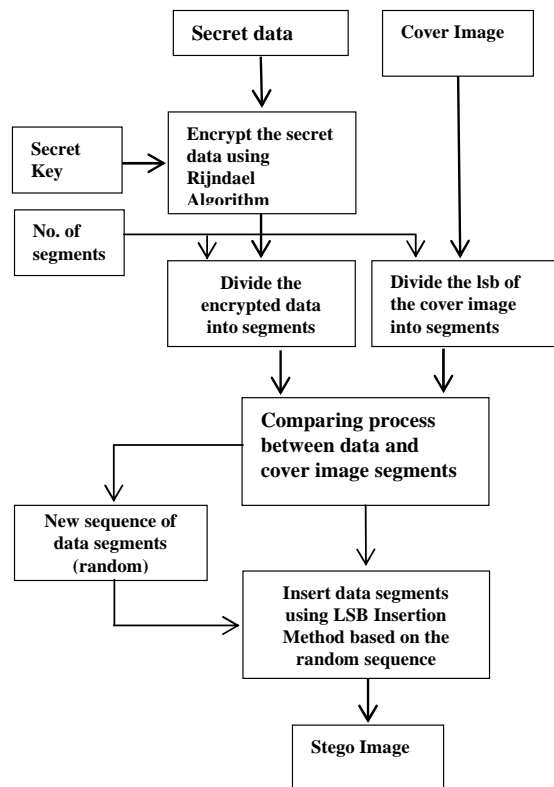 Secret data
Cover Image
Encrypt the secret
data using
Rijndael
Algorithm
Secret
Key
No. of
segments
Divide the
encrypted data
into segments
Divide the lsb of
the cover image
into segments
Comparing process
between data and
cover image segments
New sequence of
data segments
(random)
Insert data segments
using LSB Insertion
Method based on the
random sequence
Stego Image